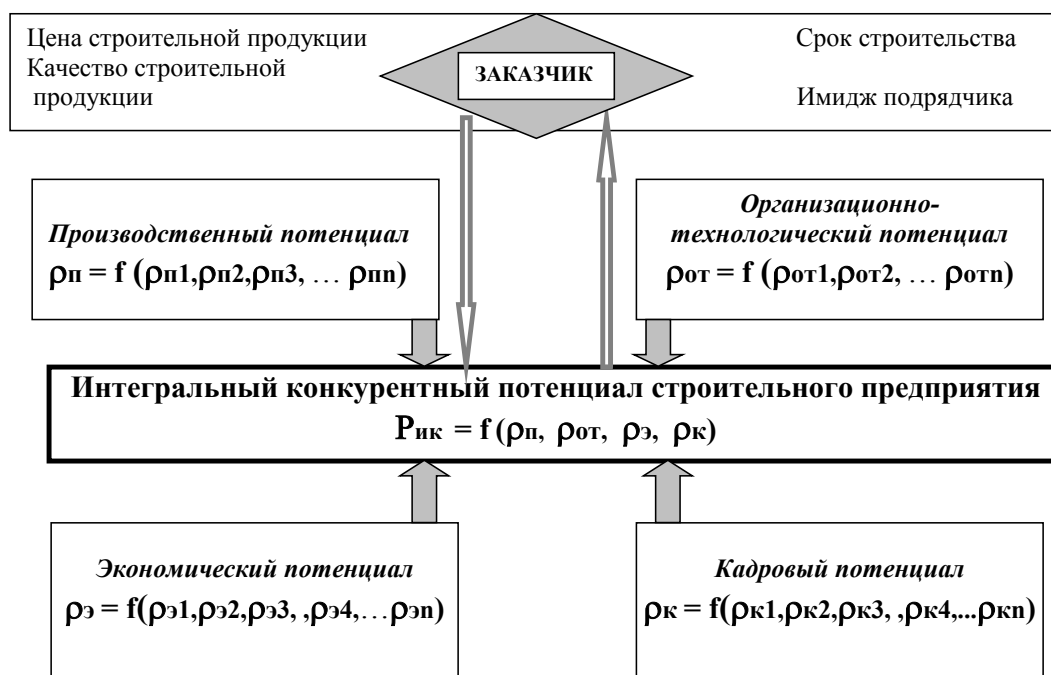 Цена строительной продукции
Качество строительной
продукции
ЗАКАЗЧИК
Срок строительства
Имидж подрядчика
Производственный потенциал
ρп = f (ρп1,ρп2,ρп3, … ρпn)
Организационно-
технологический потенциал
ρот = f (ρот1,ρот2, … ρотn)
Интегральный конкурентный потенциал строительного предприятия
Рик = f (ρп, ρот, ρэ, ρк)
Экономический потенциал
ρэ = f(ρэ1,ρэ2,ρэ3, ,ρэ4,…ρэn)
Кадровый потенциал
ρк = f(ρк1,ρк2,ρк3, ,ρк4,...ρкn)